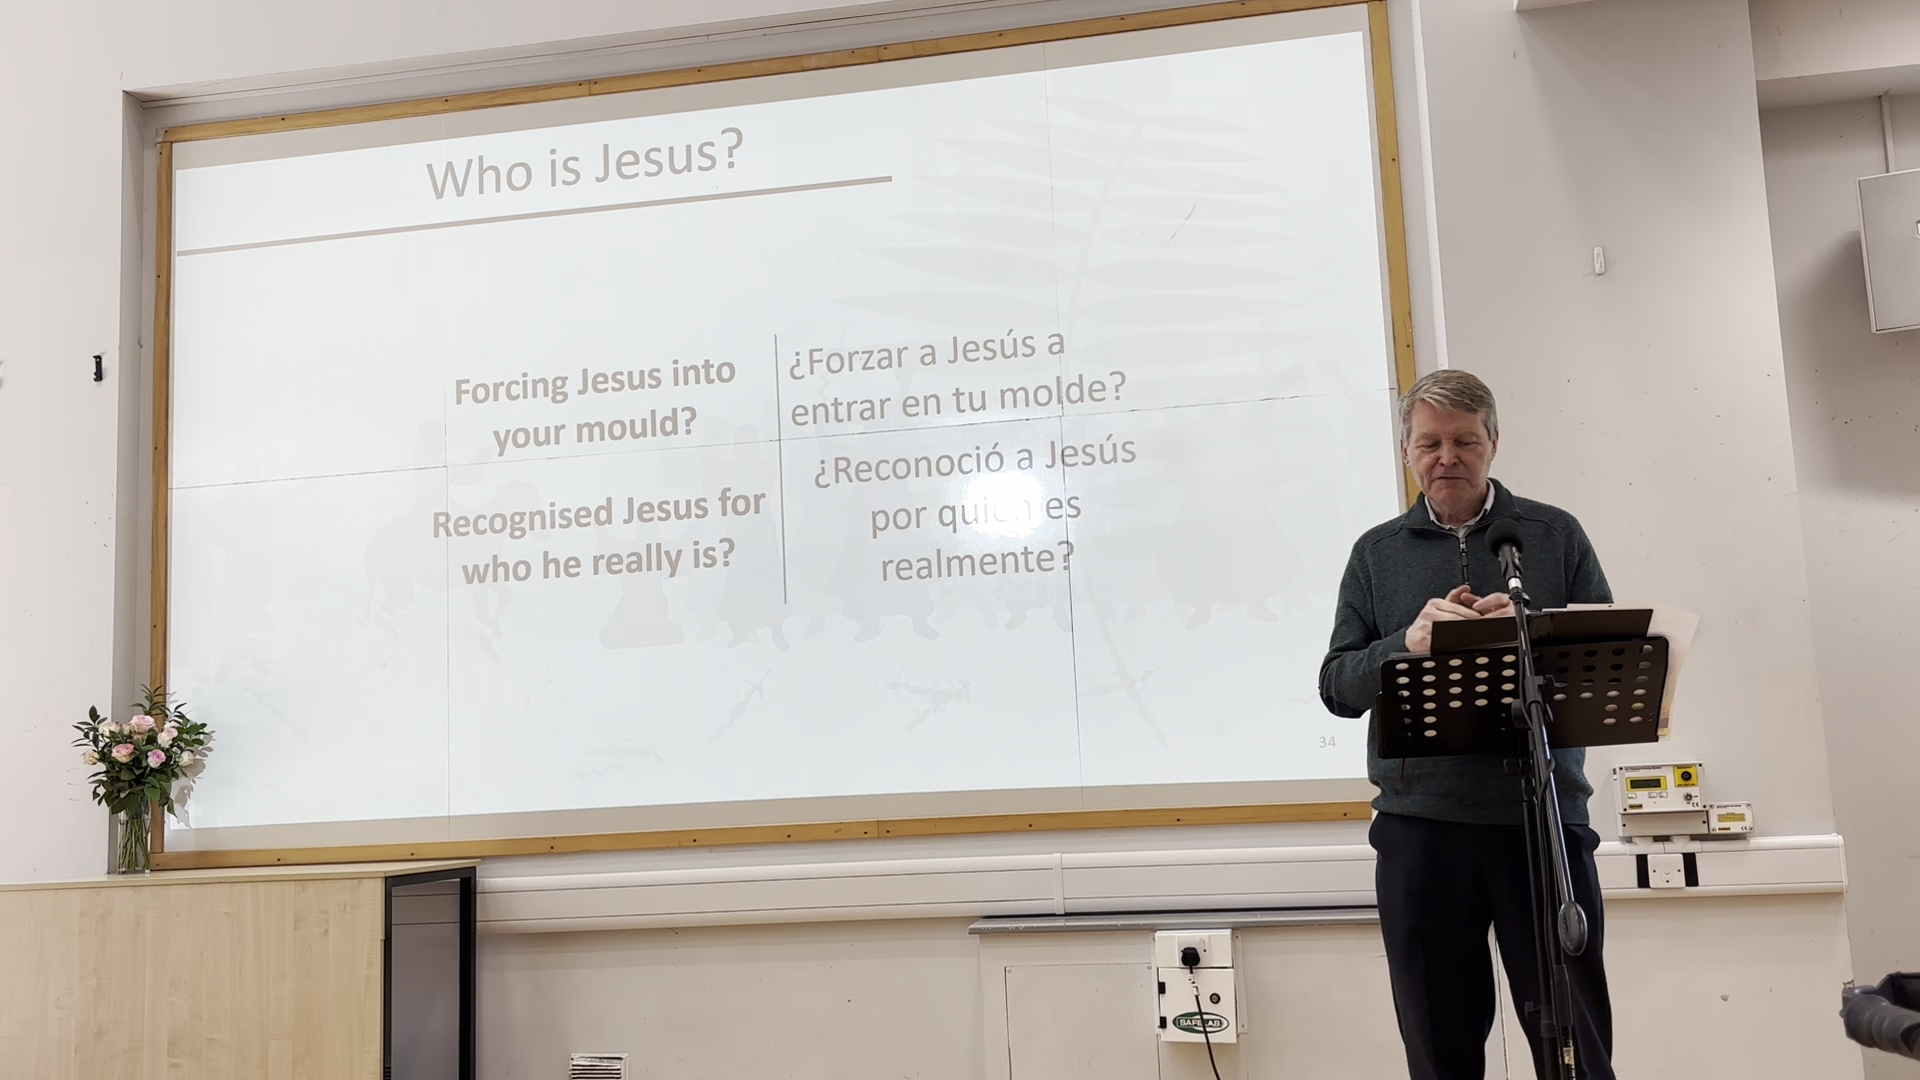 Who is Jesus?
Forcing Jesus into
your mould?
Recognised Jesus for
who he really is?
¿Forzar a Jesús a
entrar en tu molde?
¿Reconoció a Jesús
por quien es
realmente?
34
SAFELAB